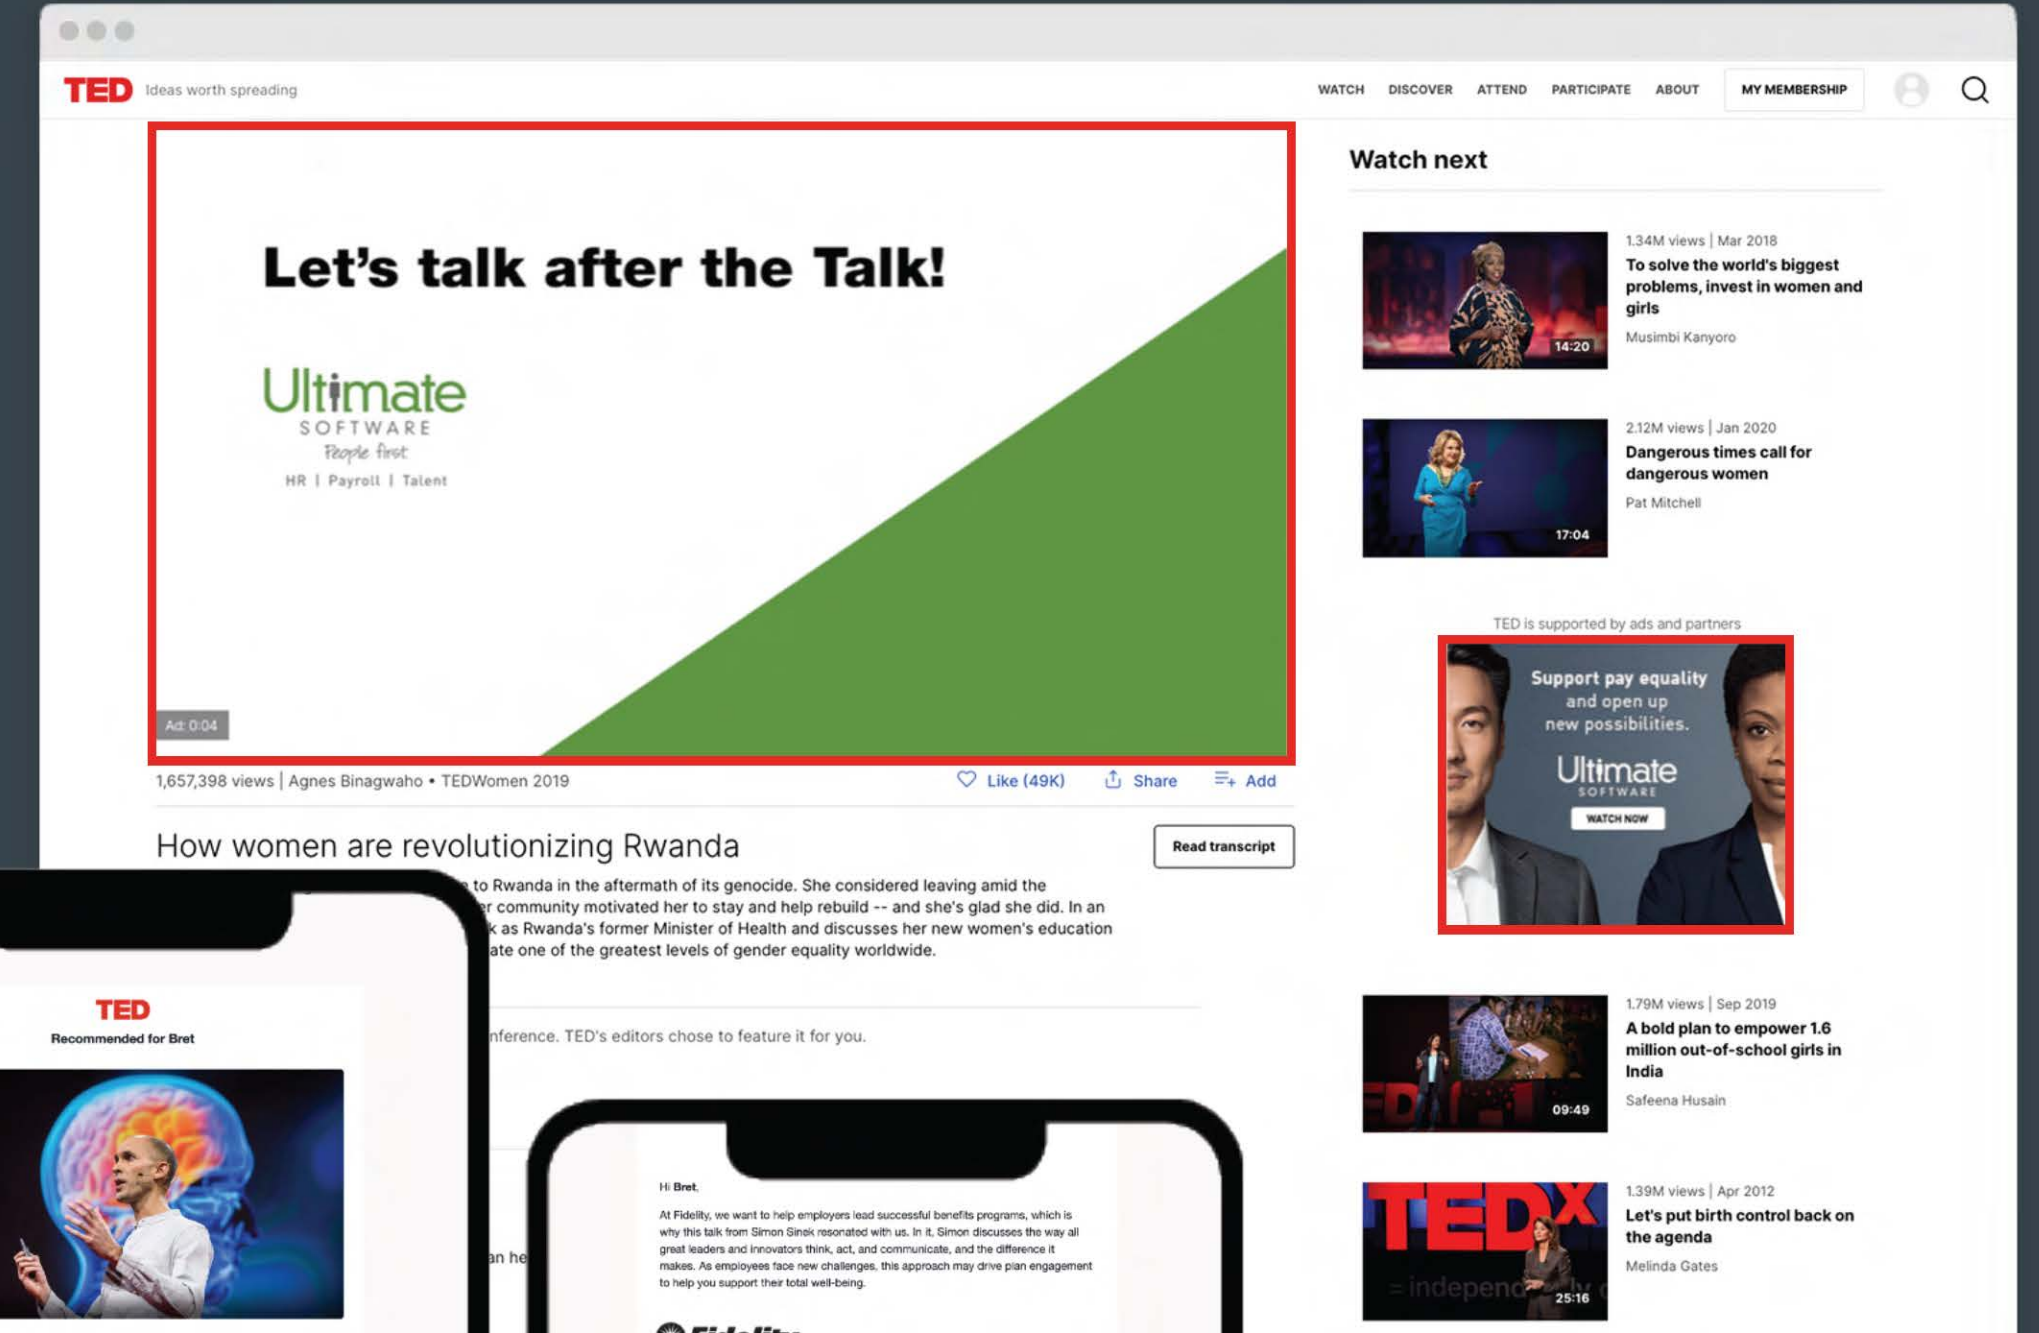 TED Ideas worth spreading
WATCH DISCOVER ATTEND PARTICIPATE ABOUT MY MEMBERSHIP
Let's talk after the Talk!
Ultimate
SOFTWARE
People first
HR | Payroll | Talent
Ad: 0:04
1,657,398 views | Agnes Binagwaho • TEDWomen 2019
Like (49K) Share Add
How women are revolutionizing Rwanda
Read transcript
to Rwanda in the aftermath of its genocide. She considered leaving amid the
er community motivated her to stay and help rebuild -- and she's glad she did. In an
k as Rwanda's former Minister of Health and discusses her new women's education
ate one of the greatest levels of gender equality worldwide.
nference. TED's editors chose to feature it for you.
an he
Watch next
1.34M views | Mar 2018
To solve the world's biggest
problems, invest in women and
girls
Musimbi Kanyoro
14:20
2.12M views | Jan 2020
Dangerous times call for
dangerous women
Pat Mitchell
17:04
TED is supported by ads and partners
Support pay equality
and open up
new possibilities.
Ultimate
SOFTWARE
WATCH NOW
1.79M views | Sep 2019
A bold plan to empower 1.6
million out-of-school girls in
India
Safeena Husain
09:49
1.39M views | Apr 2012
Let's put birth control back on
the agenda
Melinda Gates
TEDx
= independ
25:16
TED
Recommended for Bret
Hi Bret,
At Fidelity, we want to help employers lead successful benefits programs, which is
why this talk from Simon Sinek resonated with us. In it, Simon discusses the way all
great leaders and innovators think, act, and communicate, and the difference it
makes. As employees face new challenges, this approach may drive plan engagement
to help you support their total well-being.
Fidelity